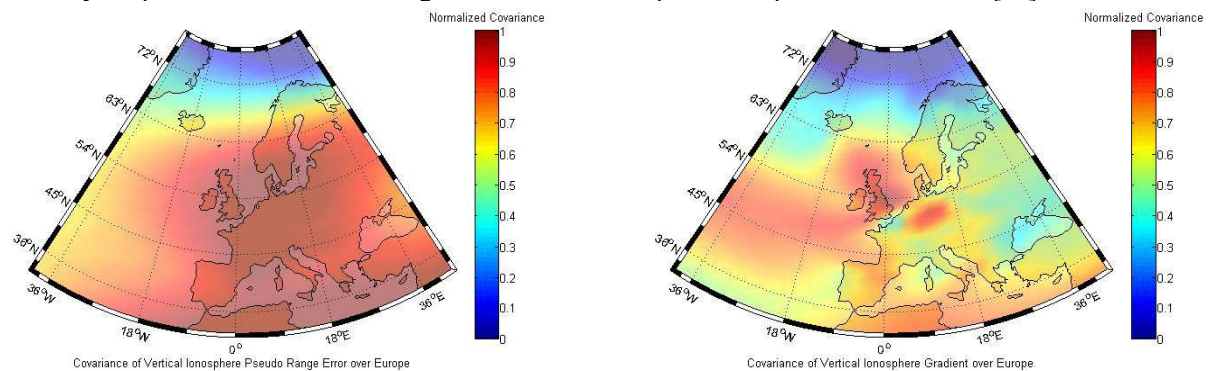 Normalized Covariance
1
0.9
0.8
0.7
0.6
0.5
0.4
0.3
0.2
0.1
0
72°N
63°N
54°N
45°N
36°N
36°W
18°W
0°
18°E
36°E
Covariance of Vertical Ionosphere Pseudo Range Error over Europe
Normalized Covariance
1
0.9
0.8
0.7
0.6
0.5
0.4
0.3
0.2
0.1
0
72°N
63°N
54°N
45°N
36°N
36°W
18°W
0°
18°E
36°E
Covariance of Vertical Ionosphere Gradient over Europe